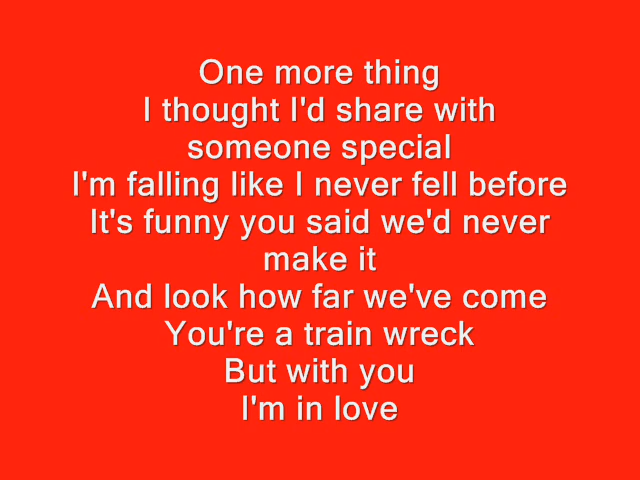 One more thing
I thought I'd share with
someone special
I'm falling like I never fell before
It's funny you said we'd never
make it
And look how far we've come
You're a train wreck
But with you
I'm in love